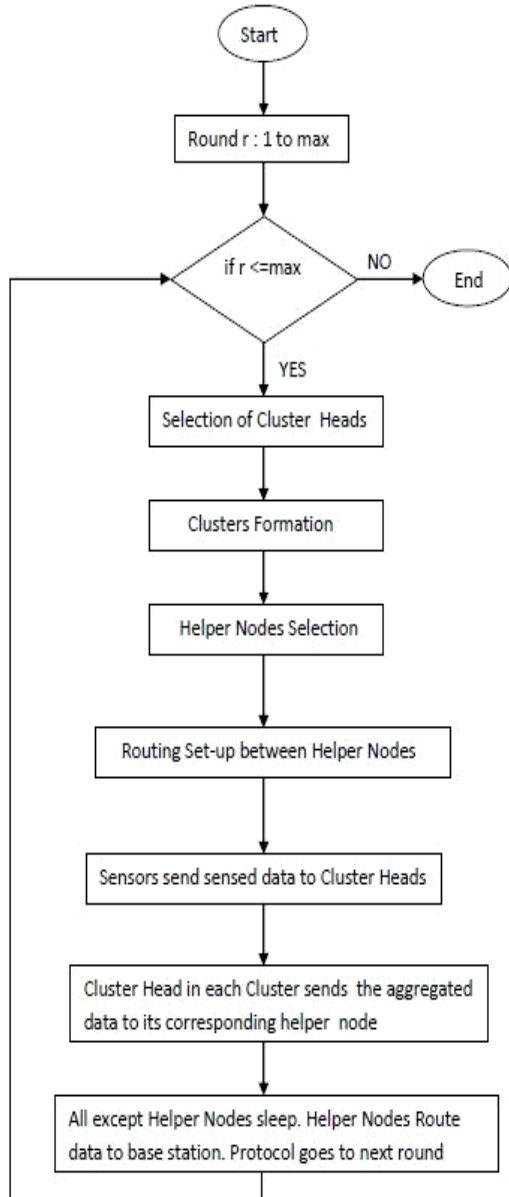 Start
Round r : 1 to max
if r <=max
NO
End
YES
Selection of Cluster Heads
Clusters Formation
Helper Nodes Selection
Routing Set-up between Helper Nodes
Sensors send sensed data to Cluster Heads
Cluster Head in each Cluster sends the aggregated
data to its corresponding helper node
All except Helper Nodes sleep. Helper Nodes Route
data to base station. Protocol goes to next round